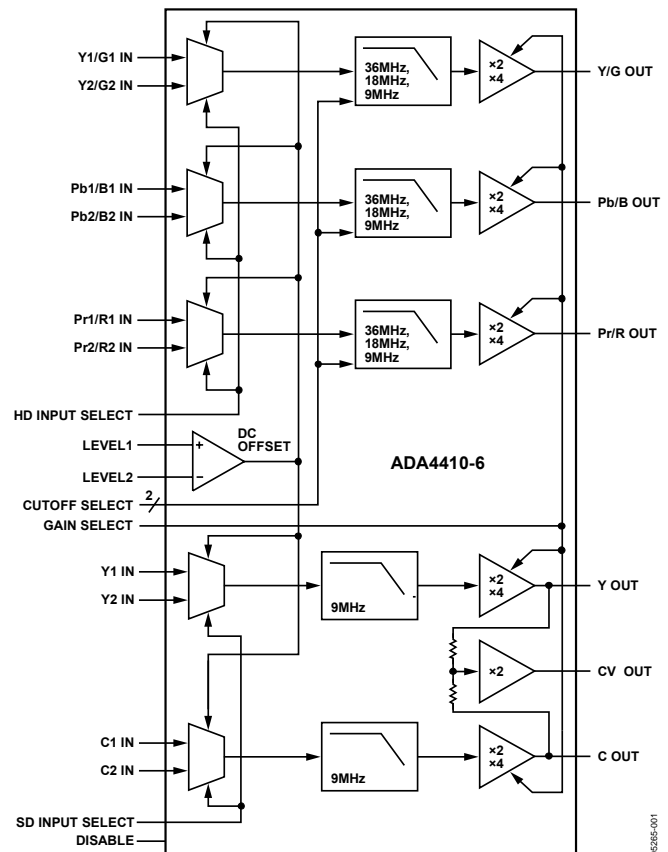 Y1/G1 IN
Y2/G2 IN
36MHz,
18MHz,
9MHz
×2
×4
Y/G OUT
Pb1/B1 IN
Pb2/B2 IN
36MHz,
18MHz,
9MHz
×2
×4
Pb/B OUT
Pr1/R1 IN
Pr2/R2 IN
36MHz,
18MHz,
9MHz
×2
×4
Pr/R OUT
HD INPUT SELECT
LEVEL1
+
LEVEL2
−
DC
OFFSET
ADA4410-6
CUTOFF SELECT
2
GAIN SELECT
Y1 IN
Y2 IN
9MHz
×2
×4
Y OUT
×2
CV OUT
C1 IN
C2 IN
9MHz
×2
×4
C OUT
SD INPUT SELECT
DISABLE
05265-001